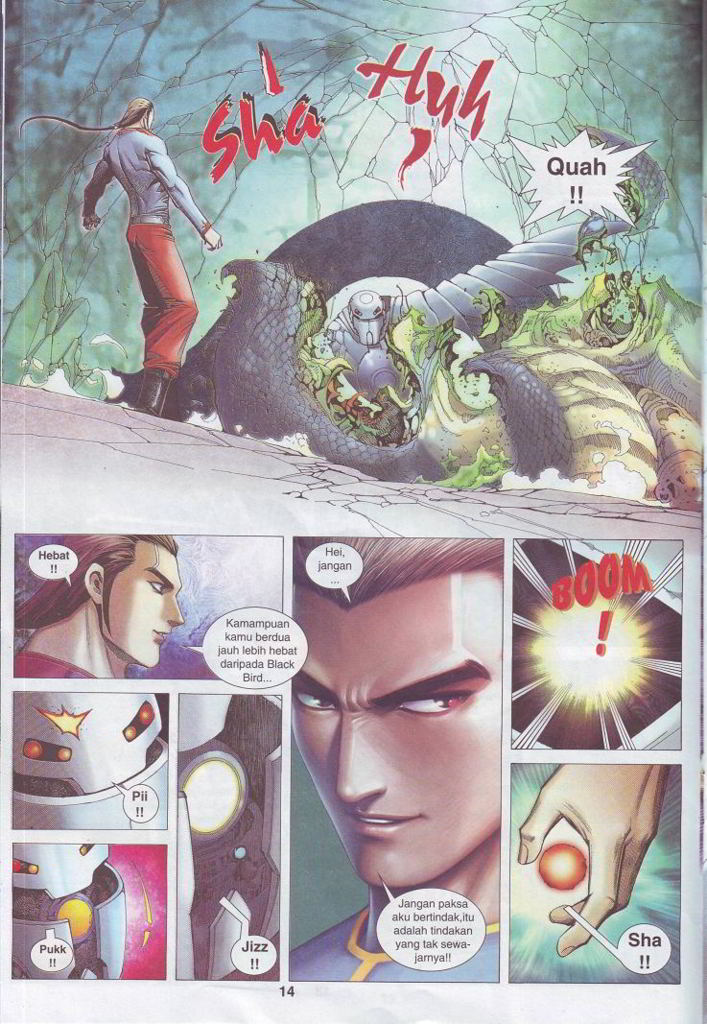 Sha !
Huh !
Quah
!!
Hebat
!!
Kamampuan
kamu berdua
jauh lebih hebat
daripada Black
Bird...
Hei,
jangan
...
BOOM
!
Pii
!!
Pukk
!!
Jizz
!!
Jangan paksa
aku bertindak,itu
adalah tindakan
yang tak sewa-
jarnya!!
Sha
!!
14